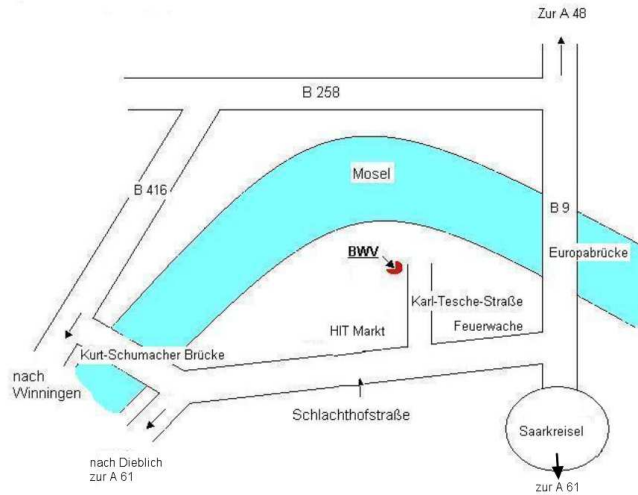 Zur A 48
B 258
Mosel
B 416
B 9
BWV
Europabrücke
Karl-Tesche-Straße
HIT Markt
Feuerwache
Kurt-Schumacher Brücke
nach
Winningen
Schlachthofstraße
Saarkreisel
nach Dieblich
zur A 61
zur A 61